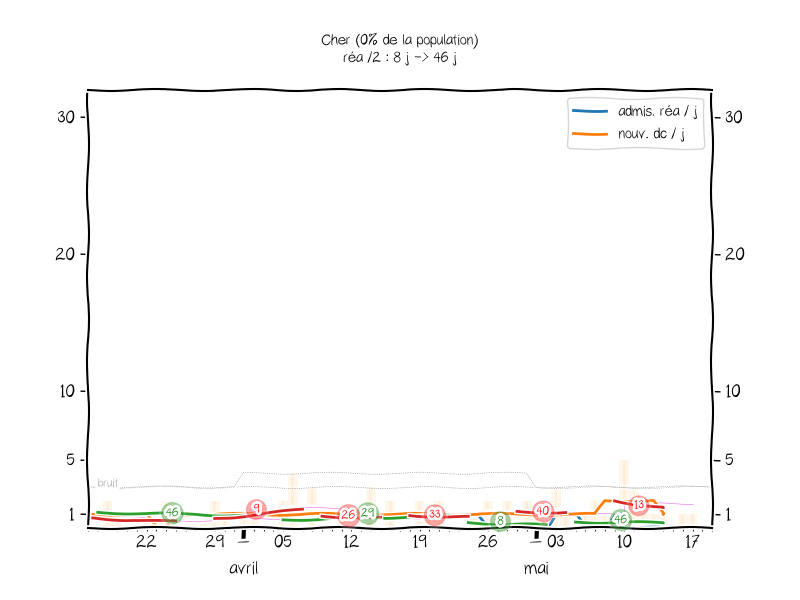 Cher (0% de la population)
réa /2 : 8 j -> 46 j
admis. réa / j
nouv. dc / j
30 30
20 20
10 10
5 5
bruit
1 1
46 9 26 29 33 8 40 46 13
22 29 1 05 12 19 26 1 03 10 17
avril mai